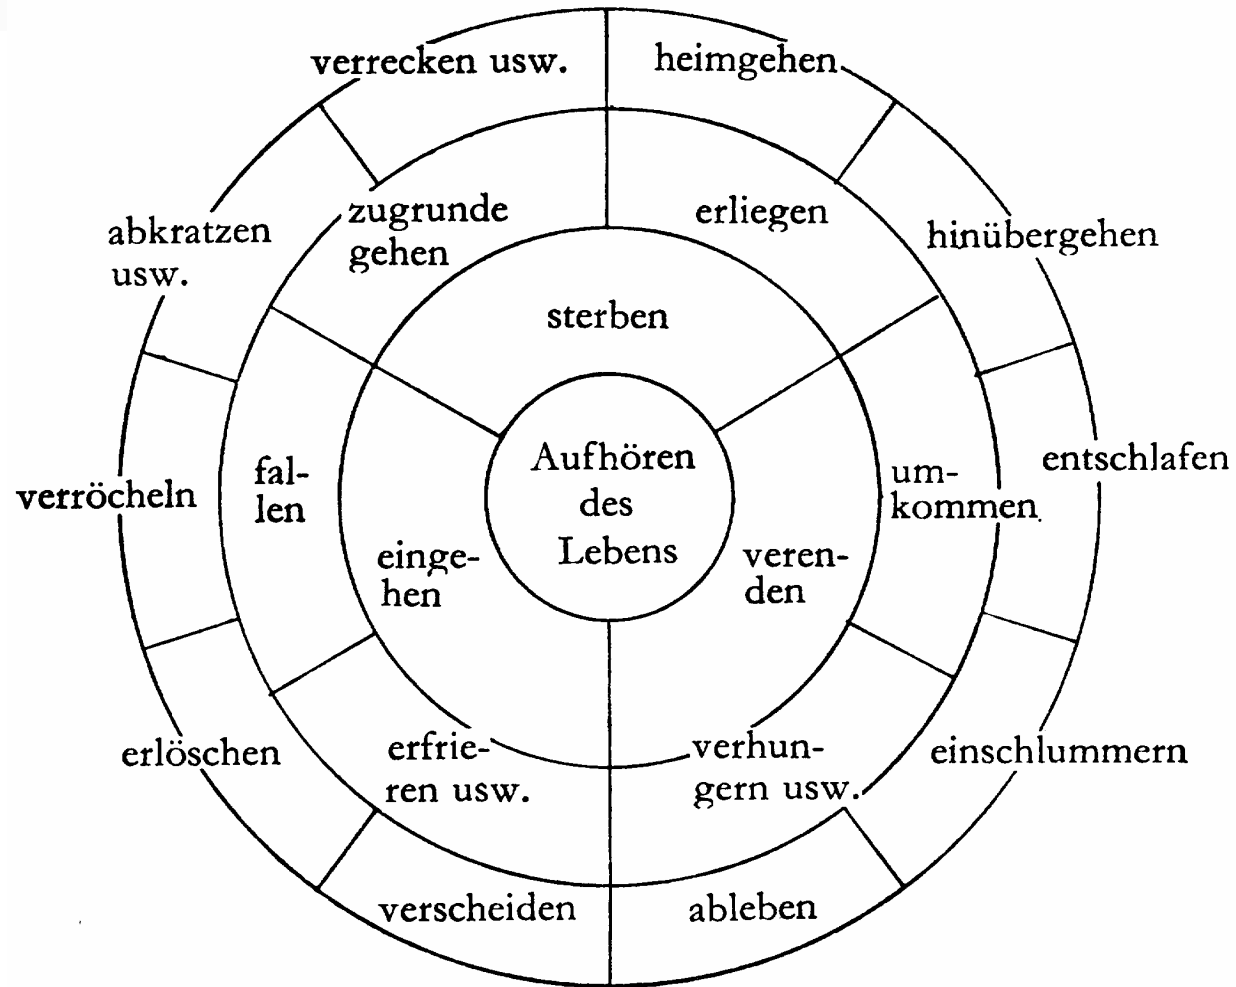 verrecken usw.
heimgehen
zugrunde
gehen
erliegen
abkratzen
usw.
hinübergehen
sterben
Aufhören
des
Lebens
fal-
len
um-
kommen
entschlafen
verröcheln
einge-
hen
veren-
den
erfrie-
ren usw.
verhun-
gern usw.
erlöschen
einschlummern
verscheiden
ableben